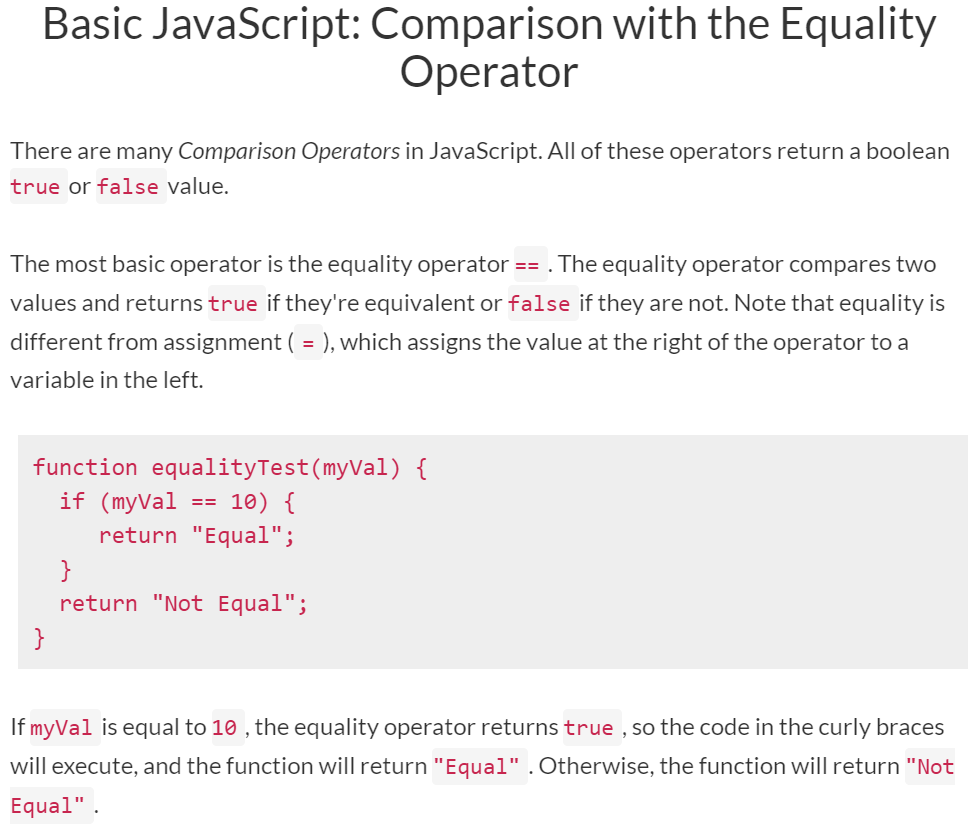 Basic JavaScript: Comparison with the Equality
Operator
There are many Comparison Operators in JavaScript. All of these operators return a boolean
true or false value.
The most basic operator is the equality operator == . The equality operator compares two
values and returns true if they're equivalent or false if they are not. Note that equality is
different from assignment ( = ), which assigns the value at the right of the operator to a
variable in the left.
function equalityTest(myVal) {
  if (myVal == 10) {
     return "Equal";
  }
  return "Not Equal";
}
If myVal is equal to 10 , the equality operator returns true , so the code in the curly braces
will execute, and the function will return "Equal" . Otherwise, the function will return "Not
Equal" .